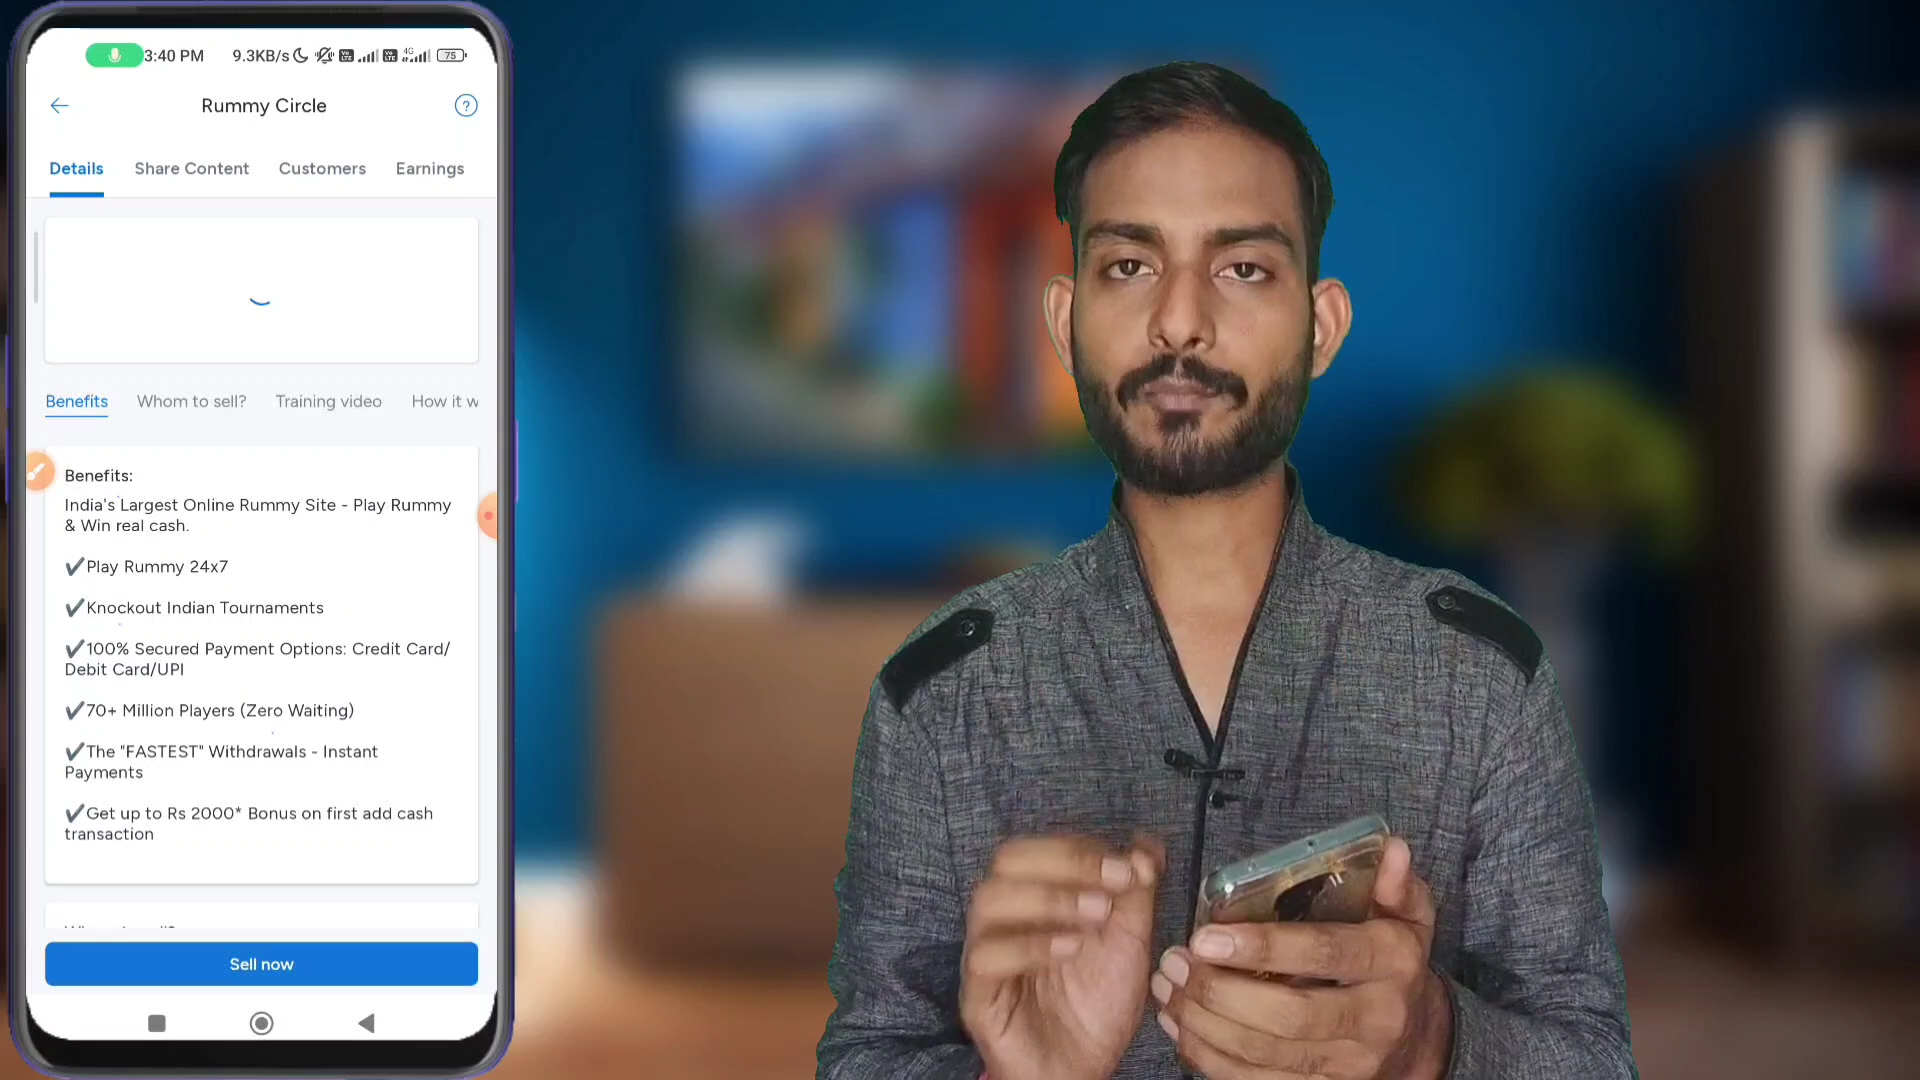 3:40 PM 9.3KB/s 4G 75
Rummy Circle
Details Share Content Customers Earnings
Benefits Whom to sell? Training video How it w
Benefits:
India's Largest Online Rummy Site - Play Rummy
& Win real cash.
✔Play Rummy 24x7
✔Knockout Indian Tournaments
✔100% Secured Payment Options: Credit Card/
Debit Card/UPI
✔70+ Million Players (Zero Waiting)
✔The "FASTEST" Withdrawals - Instant
Payments
✔Get up to Rs 2000* Bonus on first add cash
transaction
Sell now